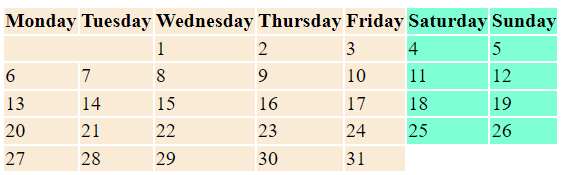 Monday Tuesday Wednesday Thursday Friday Saturday Sunday
1 2 3 4 5
6 7 8 9 10 11 12
13 14 15 16 17 18 19
20 21 22 23 24 25 26
27 28 29 30 31